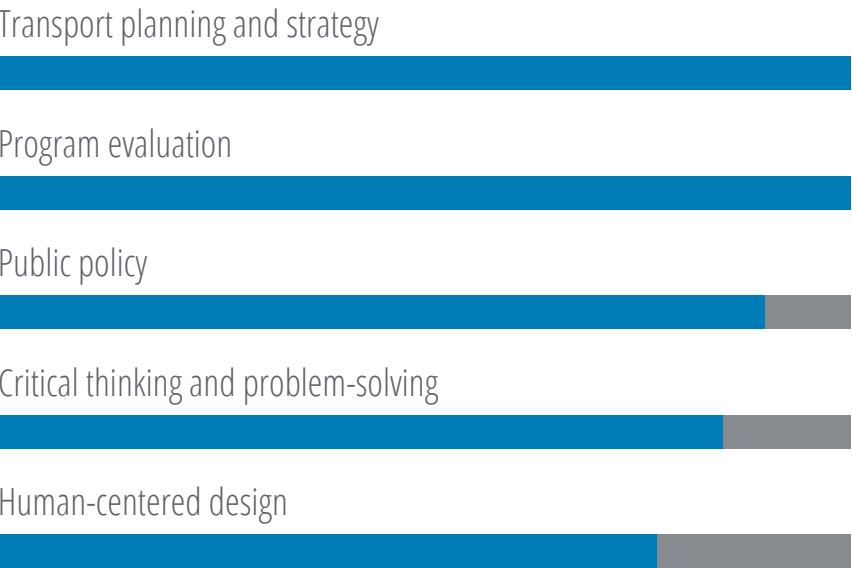 Transport planning and strategy
Program evaluation
Public policy
Critical thinking and problem-solving
Human-centered design